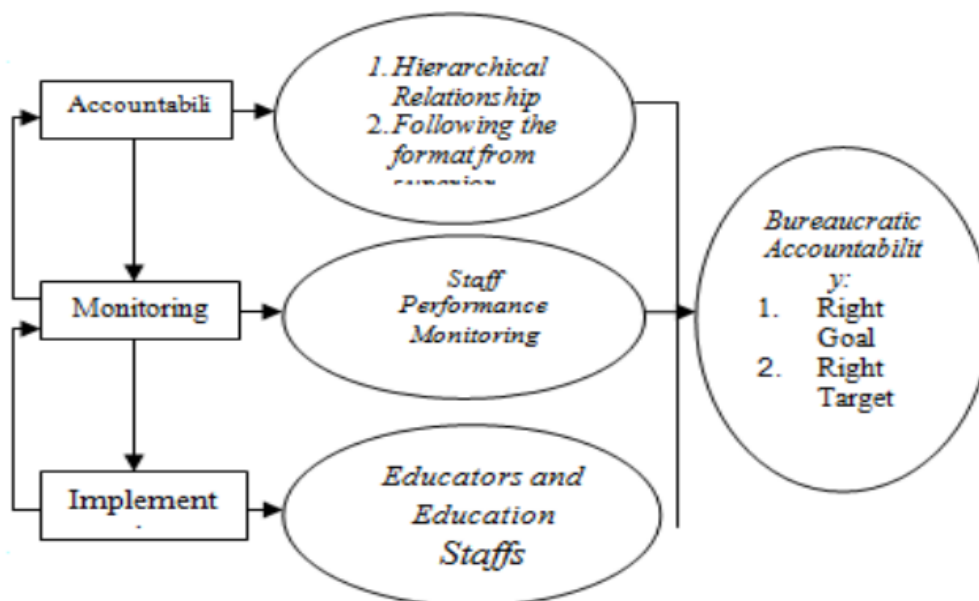 Accountabili
1. Hierarchical
Relationship
2. Following the
format from
superior
Monitoring
Staff
Performance
Monitoring
Implement
Educators and
Education
Staffs
Bureaucratic
Accountabilit
y:
1. Right
Goal
2. Right
Target